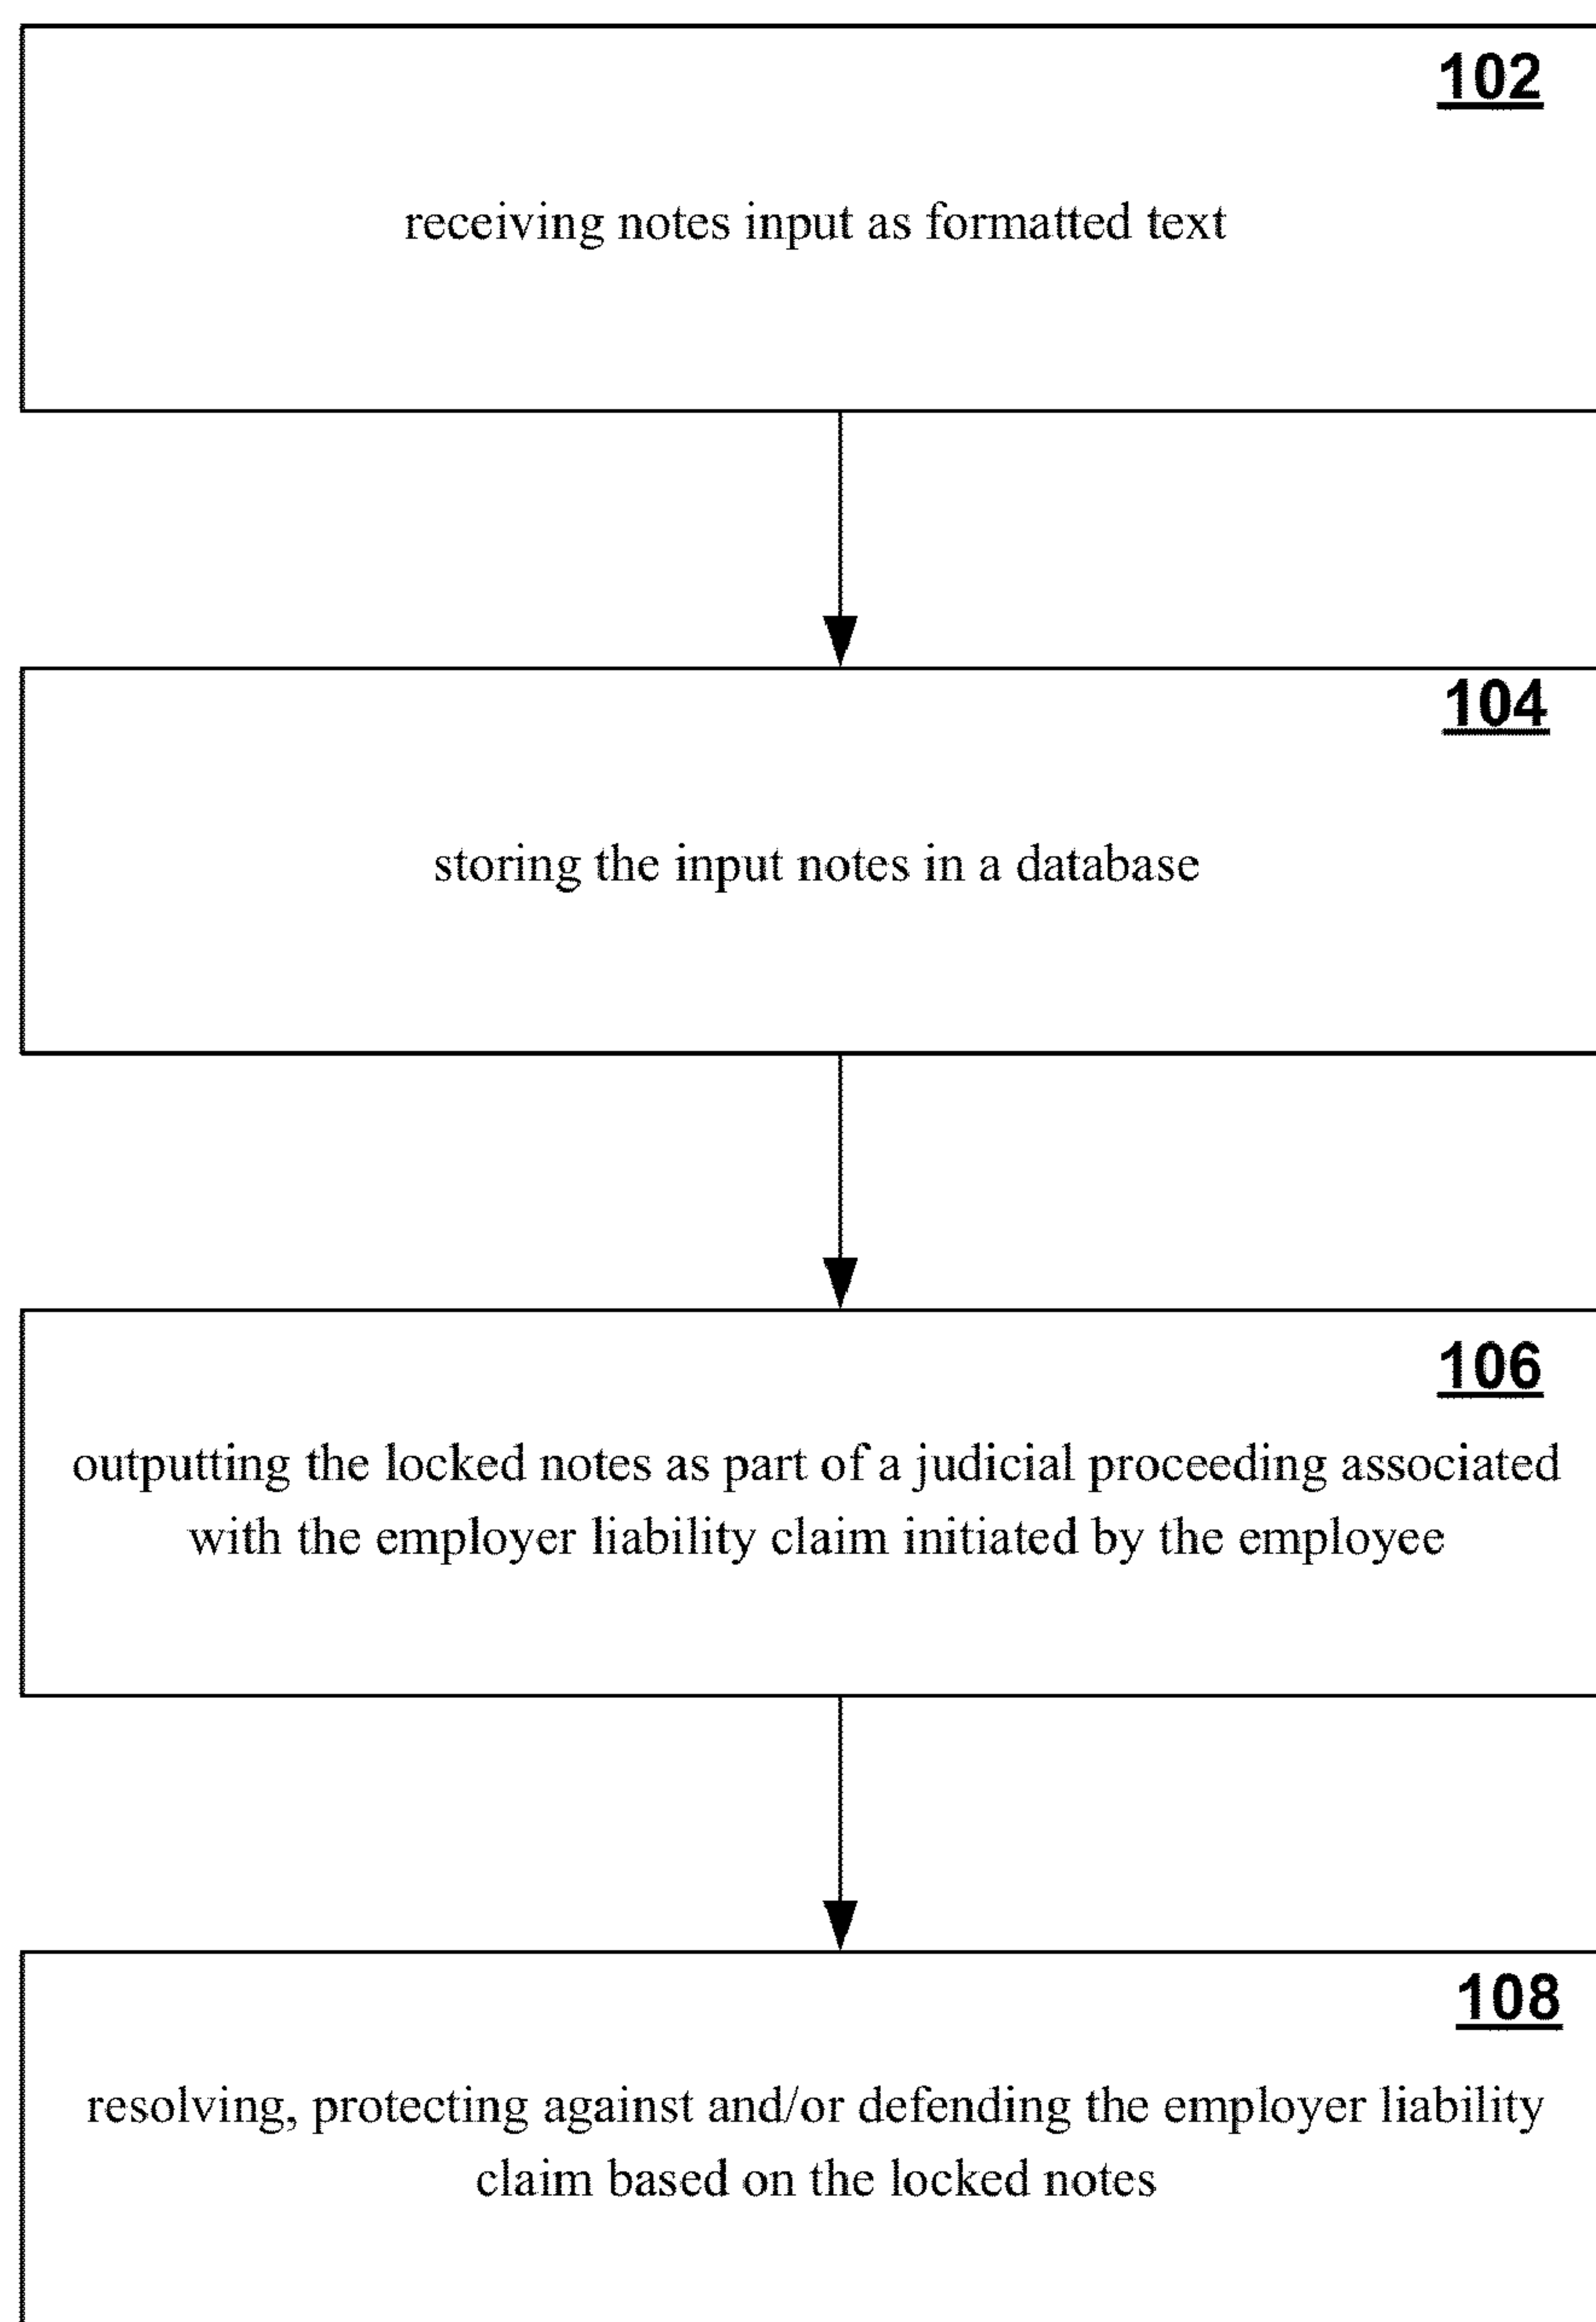 102
receiving notes input as formatted text
104
storing the input notes in a database
106
outputting the locked notes as part of a judicial proceeding associated
with the employer liability claim initiated by the employee
108
resolving, protecting against and/or defending the employer liability
claim based on the locked notes